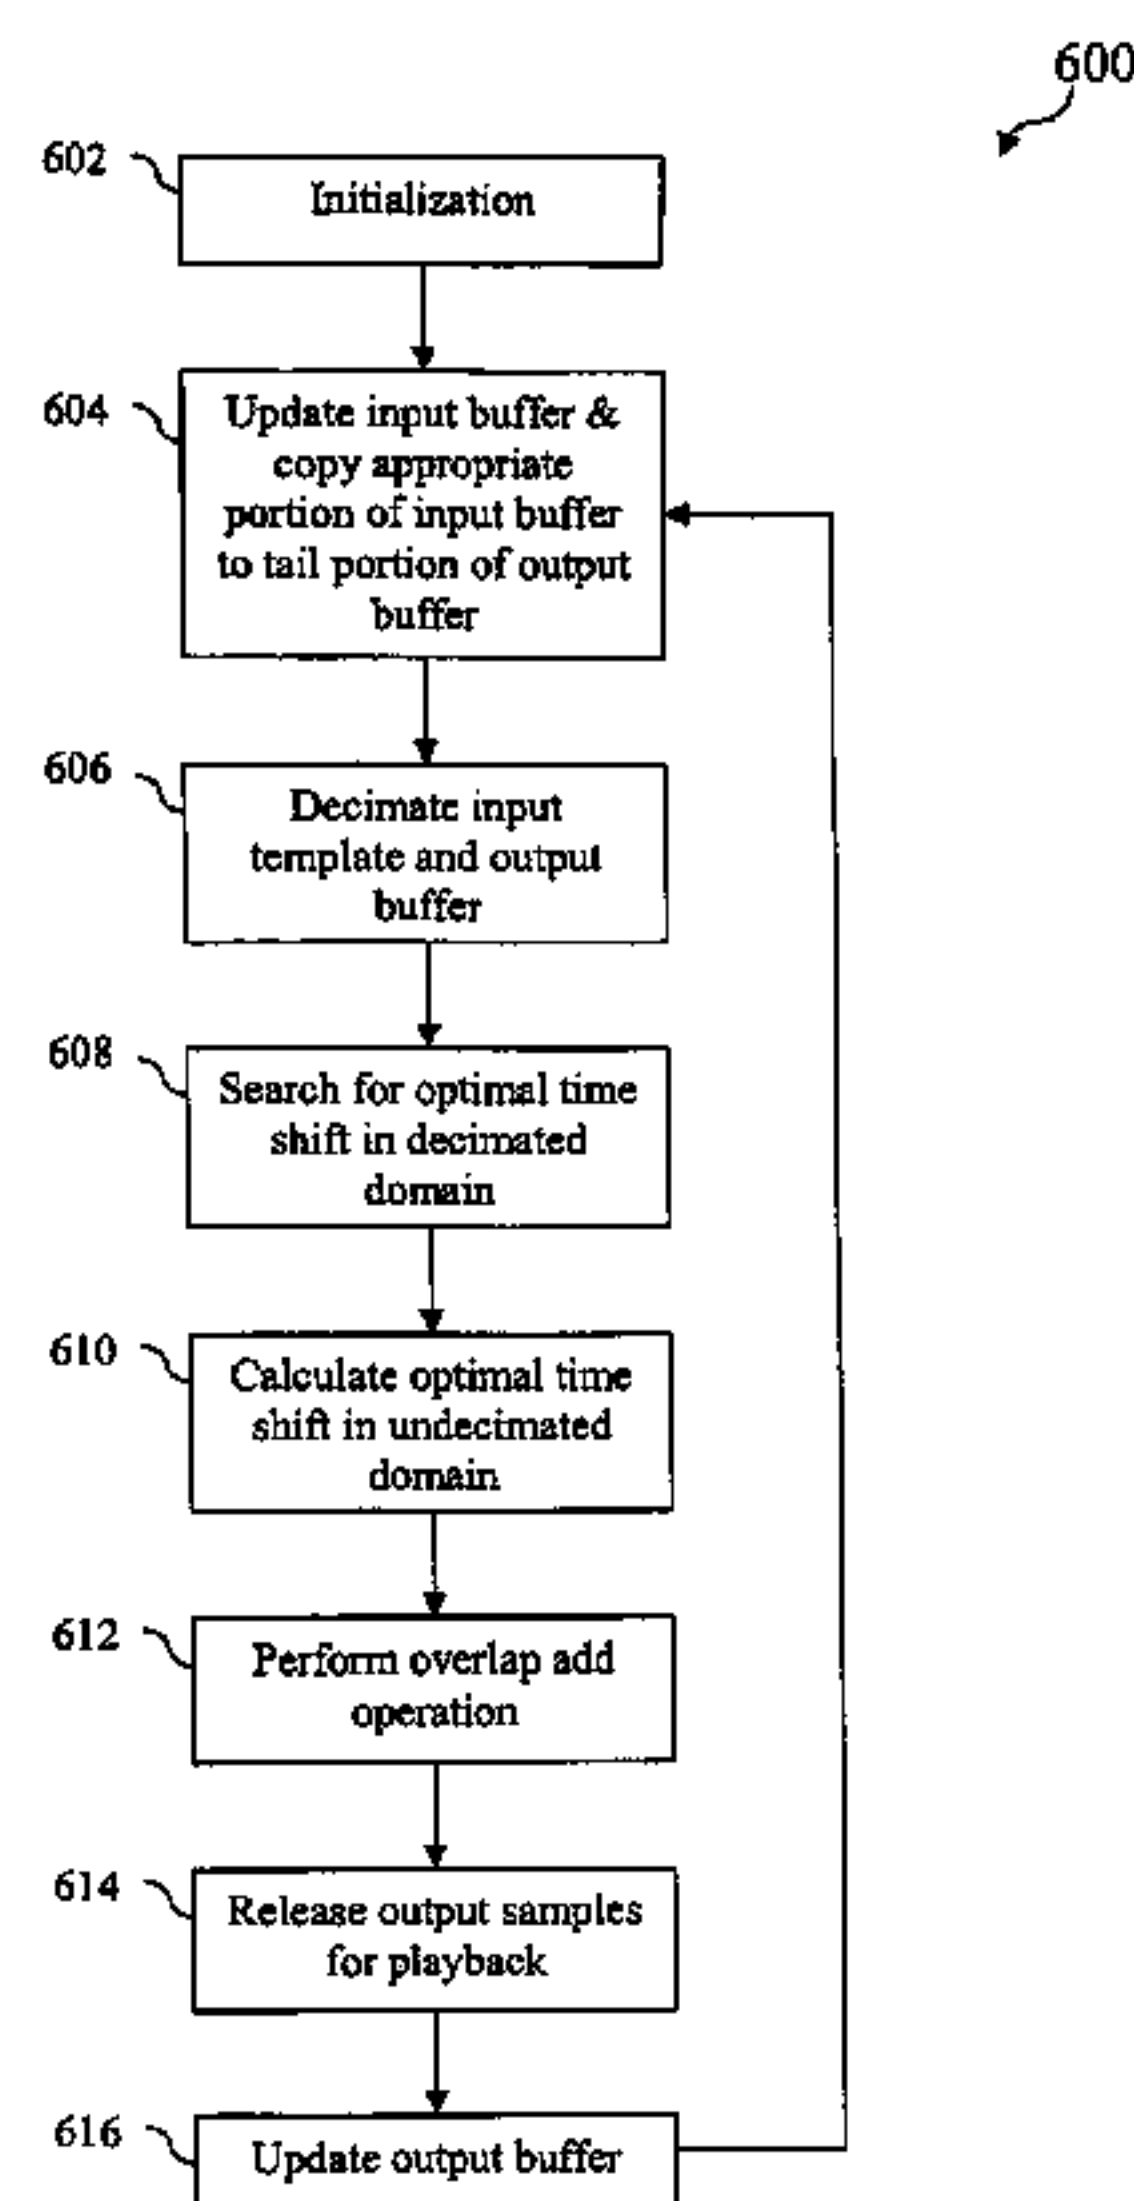 600
602
Initialization
604
Update input buffer &
copy appropriate
portion of input buffer
to tail portion of output
buffer
606
Decimate input
template and output
buffer
608
Search for optimal time
shift in decimated
domain
610
Calculate optimal time
shift in undecimated
domain
612
Perform overlap add
operation
614
Release output samples
for playback
616
Update output buffer